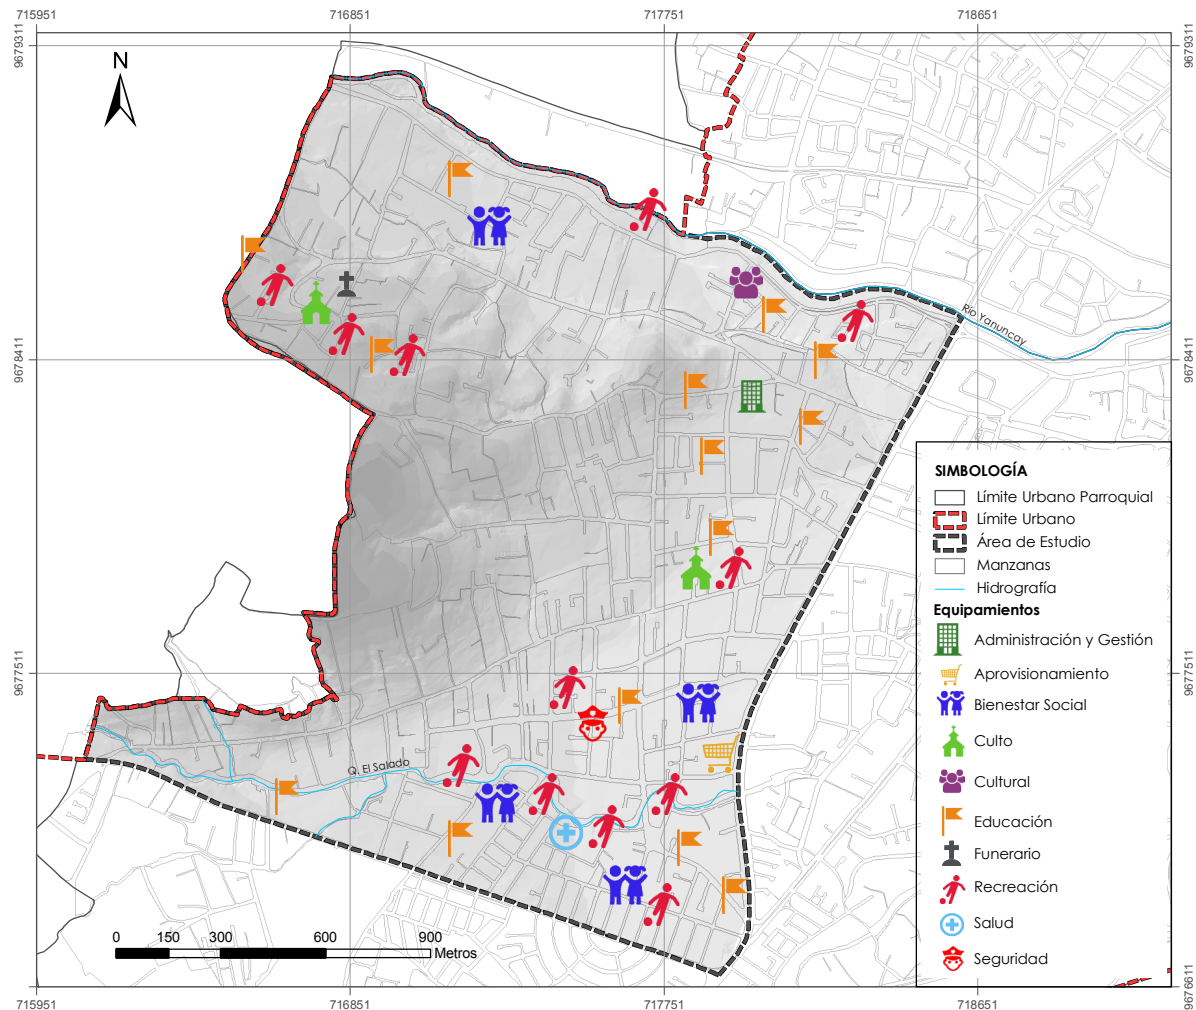 715951
716851
717751
718651
9679311
9679311
N
Río Yanuncay
9678411
9678411
SIMBOLOGÍA
Límite Urbano Parroquial
Límite Urbano
Área de Estudio
Manzanas
Hidrografía
Equipamientos
Administración y Gestión
Aprovisionamiento
Bienestar Social
Culto
Cultural
Educación
Funerario
Recreación
Salud
Seguridad
9677511
9677511
Q. El Salado
0 150 300 600 900
Metros
9676611
715951
716851
717751
718651